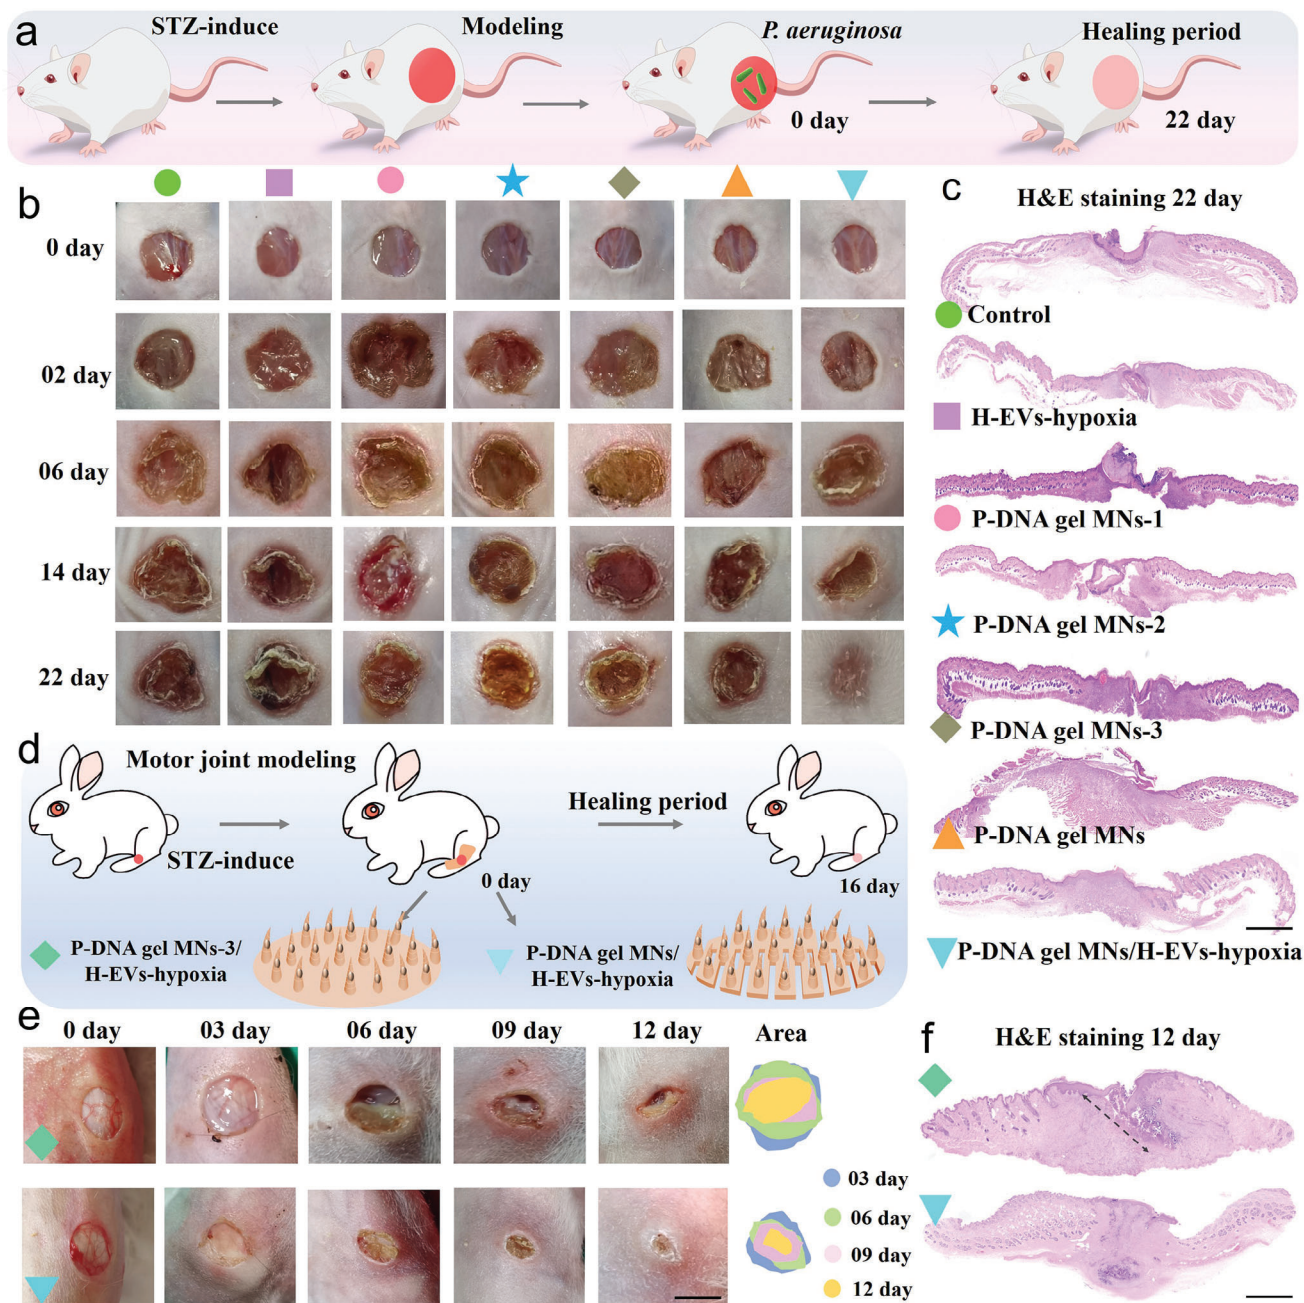 a
STZ-induce
Modeling
P. aeruginosa
Healing period
0 day
22 day
b
0 day
02 day
06 day
14 day
22 day
c
H&E staining 22 day
Control
H-EVs-hypoxia
P-DNA gel MNs-1
P-DNA gel MNs-2
P-DNA gel MNs-3
P-DNA gel MNs
P-DNA gel MNs/H-EVs-hypoxia
d
Motor joint modeling
STZ-induce
Healing period
0 day
16 day
P-DNA gel MNs-3/
H-EVs-hypoxia
P-DNA gel MNs/
H-EVs-hypoxia
e
0 day
03 day
06 day
09 day
12 day
Area
03 day
06 day
09 day
12 day
f
H&E staining 12 day